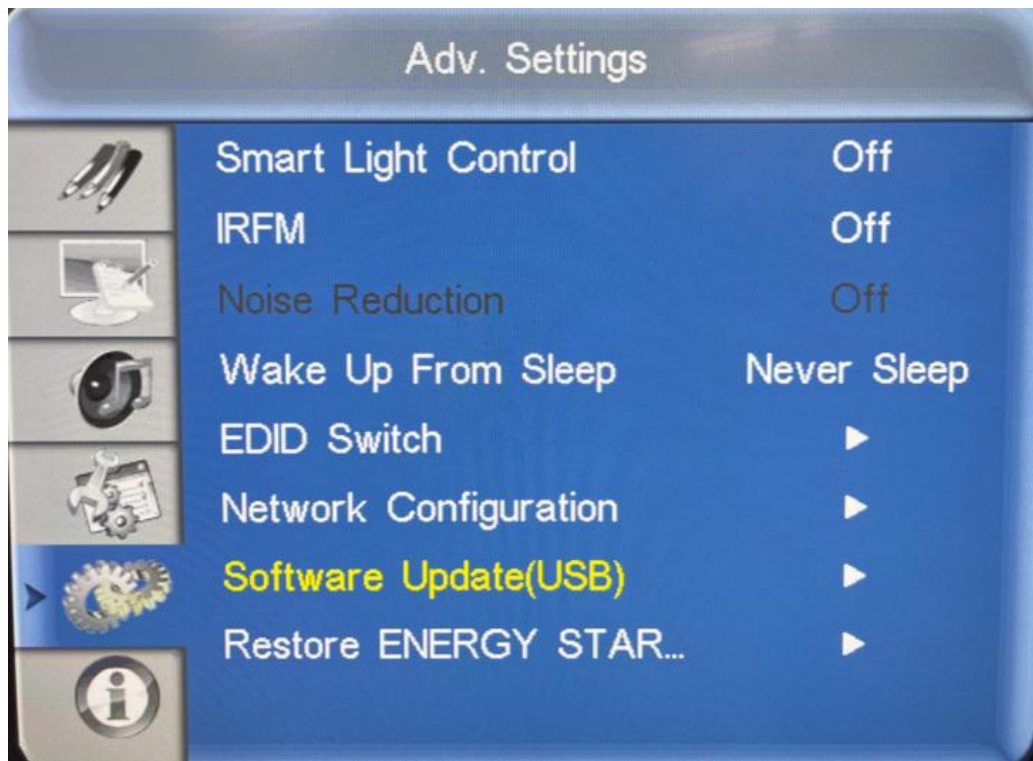 Adv. Settings
Smart Light Control Off
IRFM Off
Noise Reduction Off
Wake Up From Sleep Never Sleep
EDID Switch
Network Configuration
Software Update(USB)
Restore ENERGY STAR...